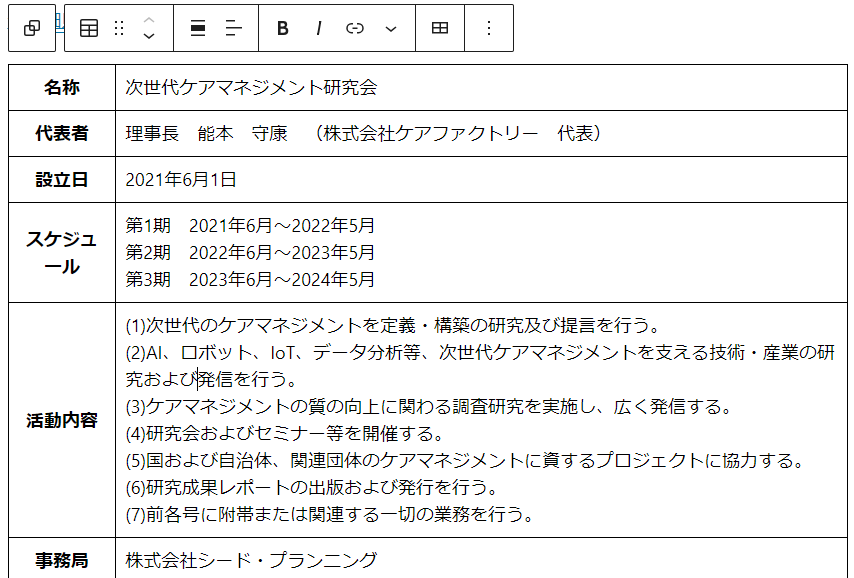 B I
名称 次世代ケアマネジメント研究会
代表者 理事長　能本　守康　（株式会社ケアファクトリー　代表）
設立日 2021年6月1日
スケジュール
第1期　2021年6月～2022年5月
第2期　2022年6月～2023年5月
第3期　2023年6月～2024年5月
活動内容
(1)次世代のケアマネジメントを定義・構築の研究及び提言を行う。
(2)AI、ロボット、IoT、データ分析等、次世代ケアマネジメントを支える技術・産業の研
究および発信を行う。
(3)ケアマネジメントの質の向上に関わる調査研究を実施し、広く発信する。
(4)研究会およびセミナー等を開催する。
(5)国および自治体、関連団体のケアマネジメントに資するプロジェクトに協力する。
(6)研究成果レポートの出版および発行を行う。
(7)前各号に附帯または関連する一切の業務を行う。
事務局 株式会社シード・プランニング